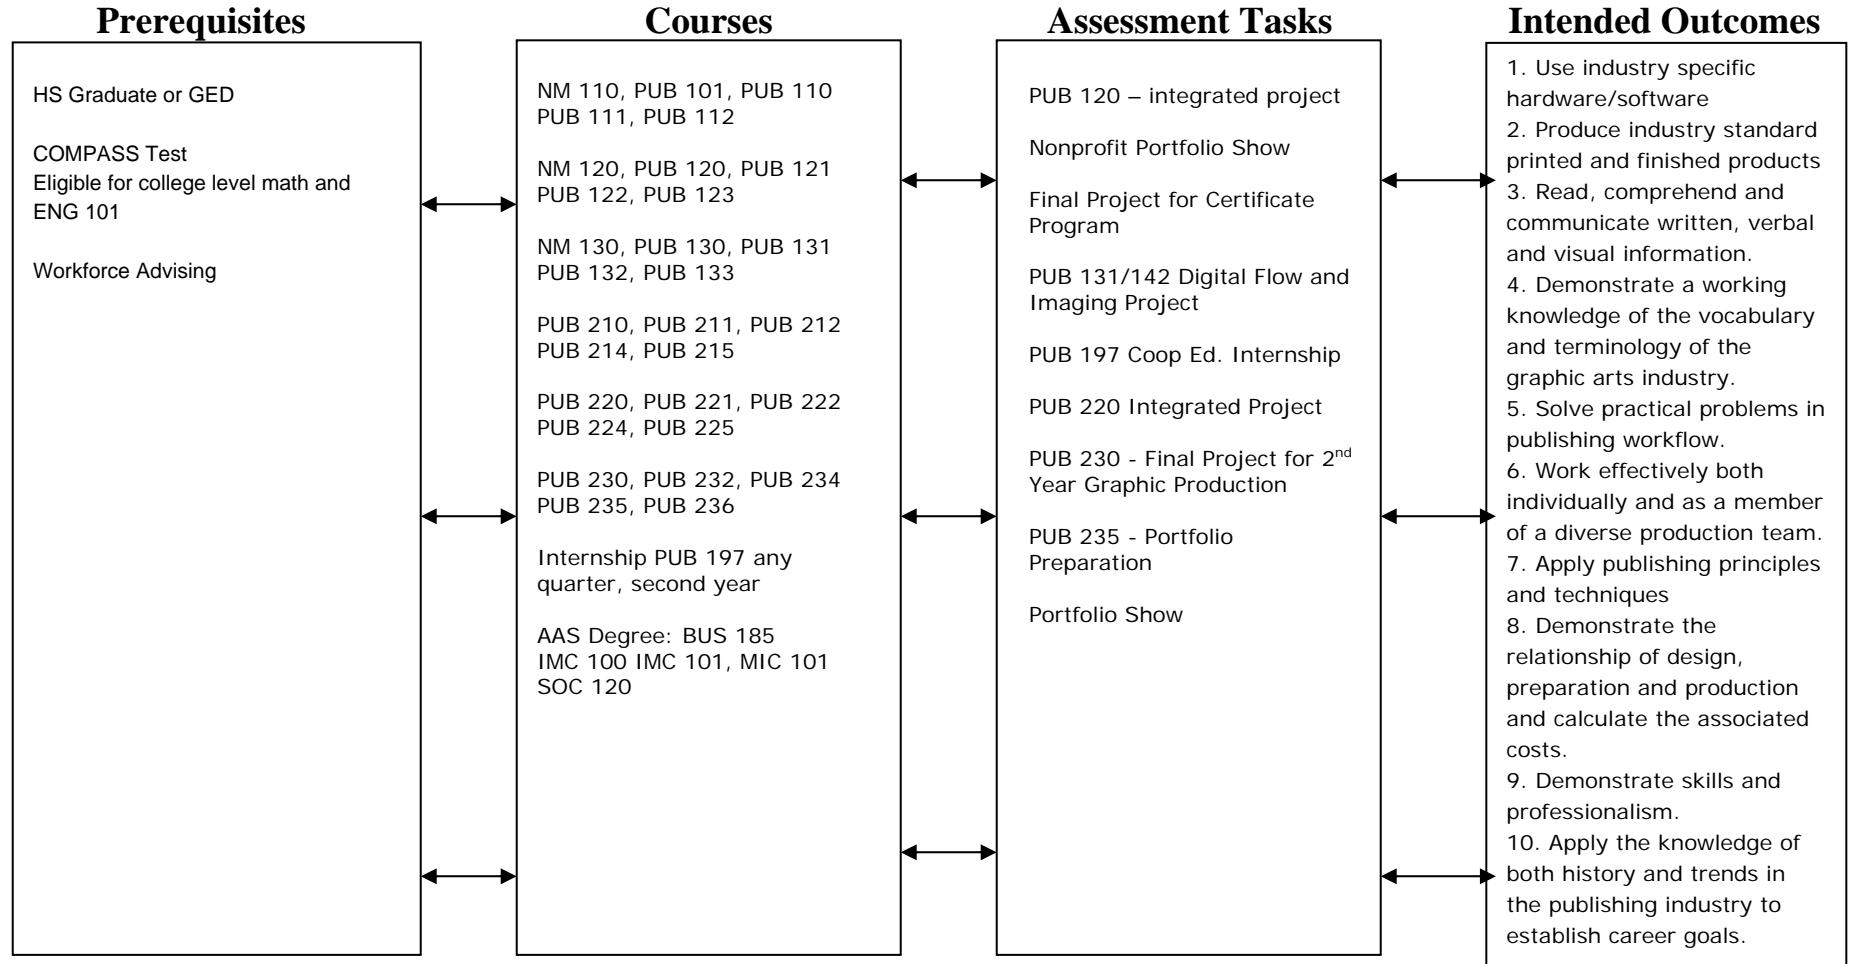 Prerequisites
HS Graduate or GED
COMPASS Test
Eligible for college level math and
ENG 101
Workforce Advising
Courses
NM 110, PUB 101, PUB 110
PUB 111, PUB 112
NM 120, PUB 120, PUB 121
PUB 122, PUB 123
NM 130, PUB 130, PUB 131
PUB 132, PUB 133
PUB 210, PUB 211, PUB 212
PUB 214, PUB 215
PUB 220, PUB 221, PUB 222
PUB 224, PUB 225
PUB 230, PUB 232, PUB 234
PUB 235, PUB 236
Internship PUB 197 any
quarter, second year
AAS Degree: BUS 185
IMC 100 IMC 101, MIC 101
SOC 120
Assessment Tasks
PUB 120 – integrated project
Nonprofit Portfolio Show
Final Project for Certificate
Program
PUB 131/142 Digital Flow and
Imaging Project
PUB 197 Coop Ed. Internship
PUB 220 Integrated Project
PUB 230 - Final Project for 2nd
Year Graphic Production
PUB 235 - Portfolio
Preparation
Portfolio Show
Intended Outcomes
1. Use industry specific
hardware/software
2. Produce industry standard
printed and finished products
3. Read, comprehend and
communicate written, verbal
and visual information.
4. Demonstrate a working
knowledge of the vocabulary
and terminology of the
graphic arts industry.
5. Solve practical problems in
publishing workflow.
6. Work effectively both
individually and as a member
of a diverse production team.
7. Apply publishing principles
and techniques
8. Demonstrate the
relationship of design,
preparation and production
and calculate the associated
costs.
9. Demonstrate skills and
professionalism.
10. Apply the knowledge of
both history and trends in
the publishing industry to
establish career goals.